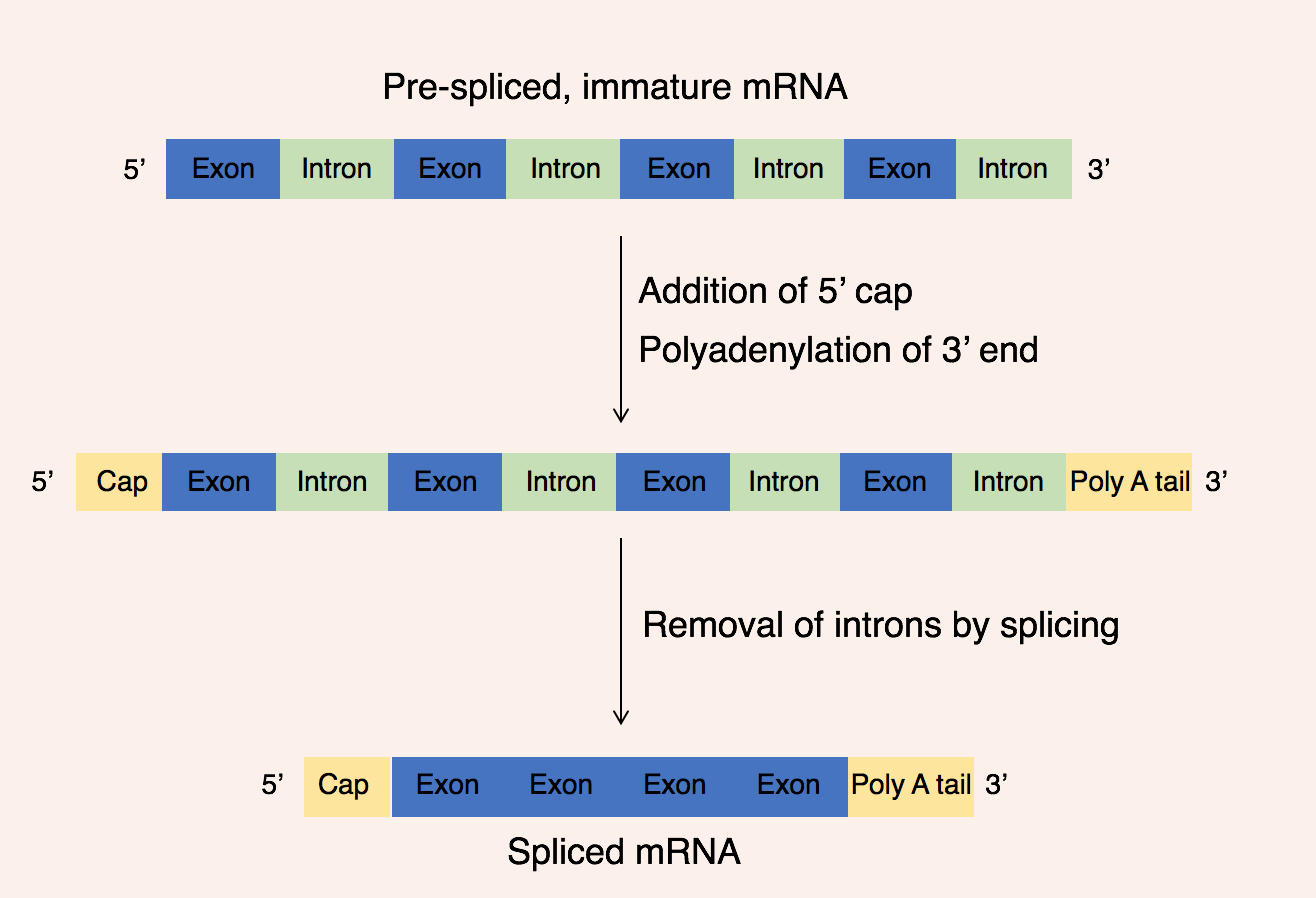 Pre-spliced, immature mRNA
5’ Exon Intron Exon Intron Exon Intron Exon Intron 3’
Addition of 5’ cap
Polyadenylation of 3’ end
5’ Cap Exon Intron Exon Intron Exon Intron Exon Intron Poly A tail 3’
Removal of introns by splicing
5’ Cap Exon Exon Exon Exon Poly A tail 3’
Spliced mRNA